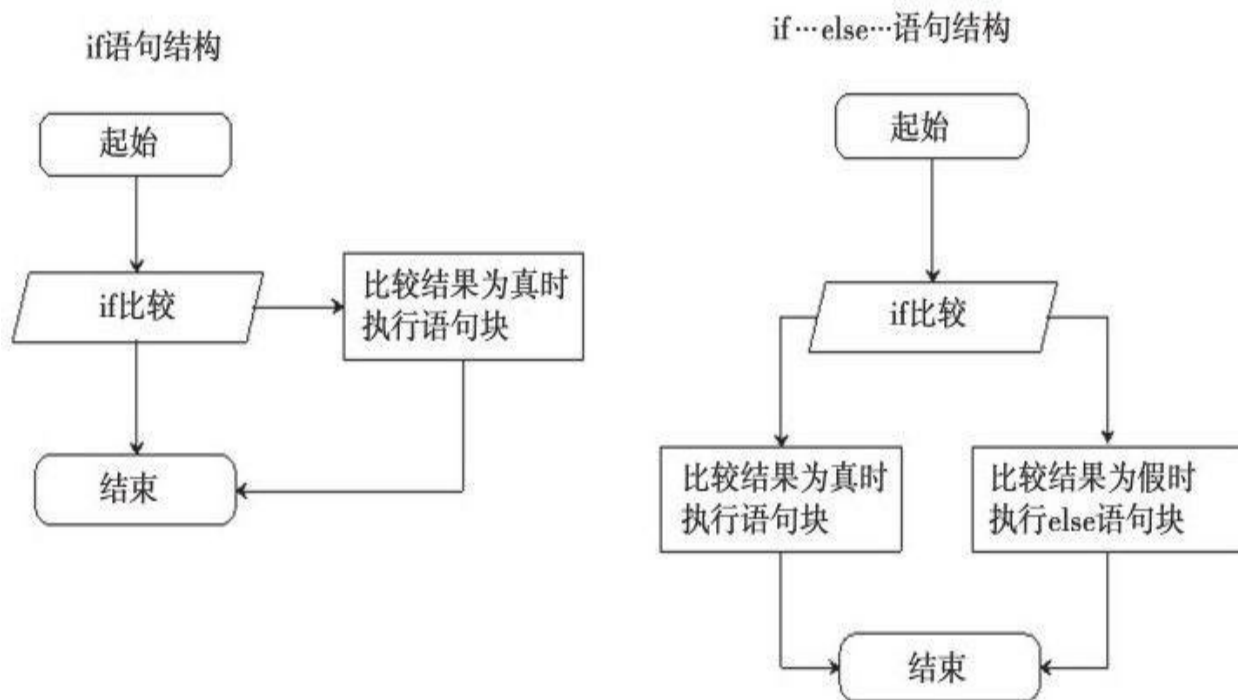 if语句结构
起始
if比较
比较结果为真时
执行语句块
结束
if…else…语句结构
起始
if比较
比较结果为真时
执行语句块
比较结果为假时
执行else语句块
结束